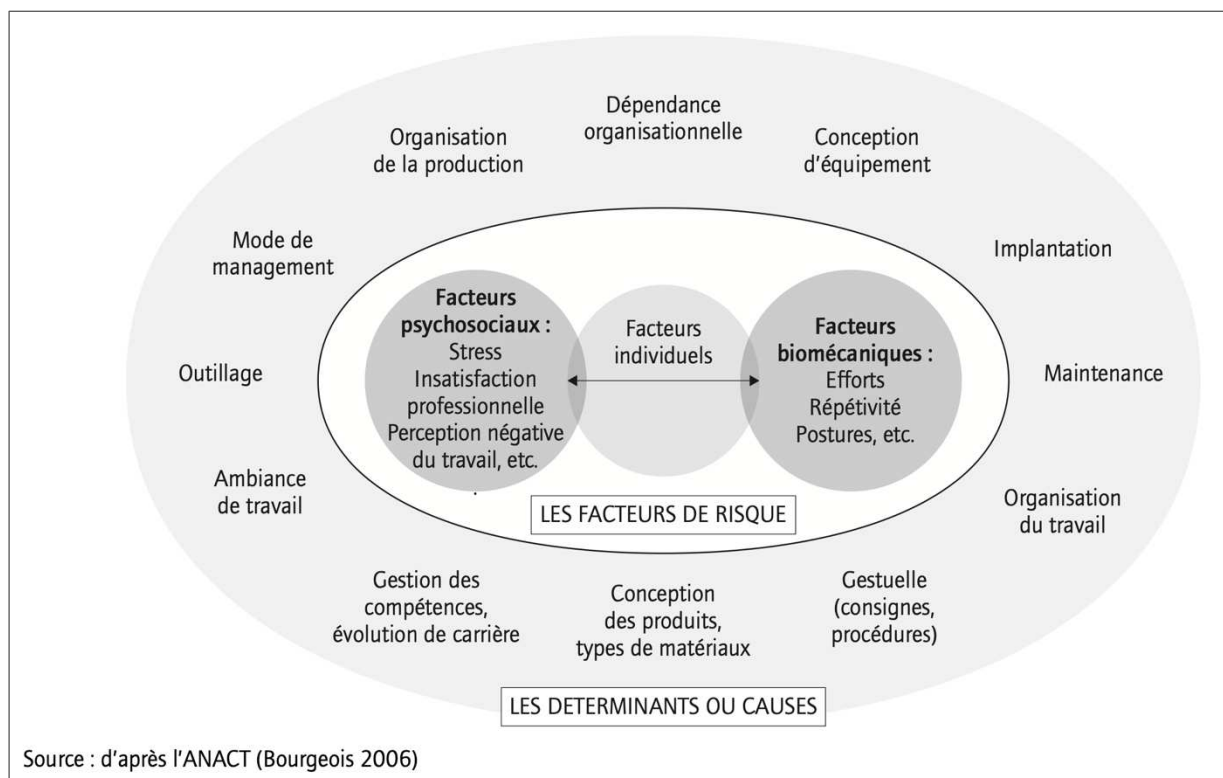 Dépendance
organisationnelle
Organisation
de la production
Conception
d'équipement
Mode de
management
Implantation
Facteurs
psychosociaux :
Stress
Insatisfaction
professionnelle
Perception négative
du travail, etc.
Facteurs
individuels
Facteurs
biomécaniques :
Efforts
Répétivité
Postures, etc.
Outillage
Maintenance
Ambiance
de travail
Organisation
du travail
LES FACTEURS DE RISQUE
Gestion des
compétences,
évolution de carrière
Conception
des produits,
types de matériaux
Gestuelle
(consignes,
procédures)
LES DETERMINANTS OU CAUSES
Source : d'après l'ANACT (Bourgeois 2006)